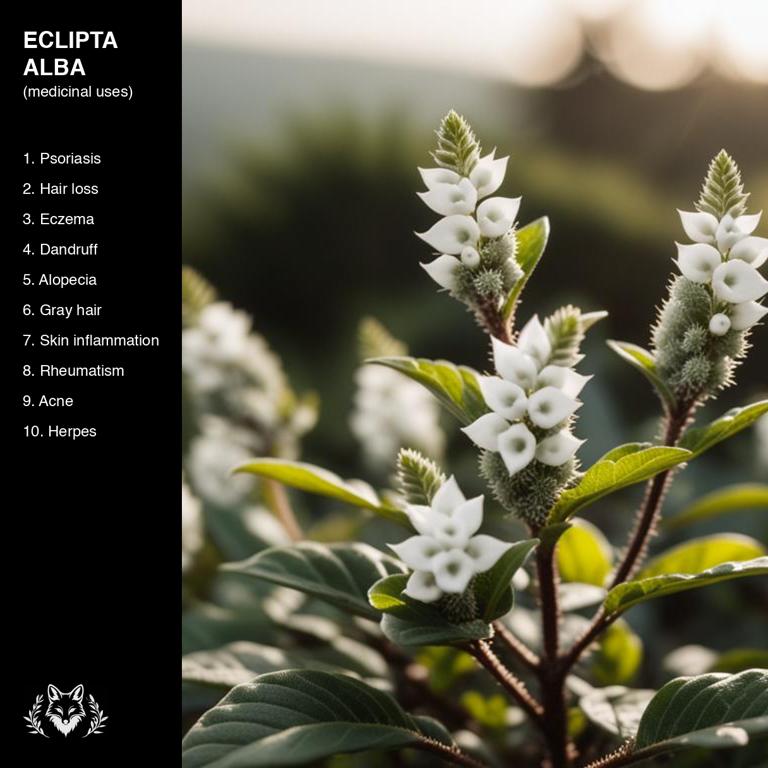 ECLIPTA
ALBA
(medicinal uses)
1. Psoriasis
2. Hair loss
3. Eczema
4. Dandruff
5. Alopecia
6. Gray hair
7. Skin inflammation
8. Rheumatism
9. Acne
10. Herpes